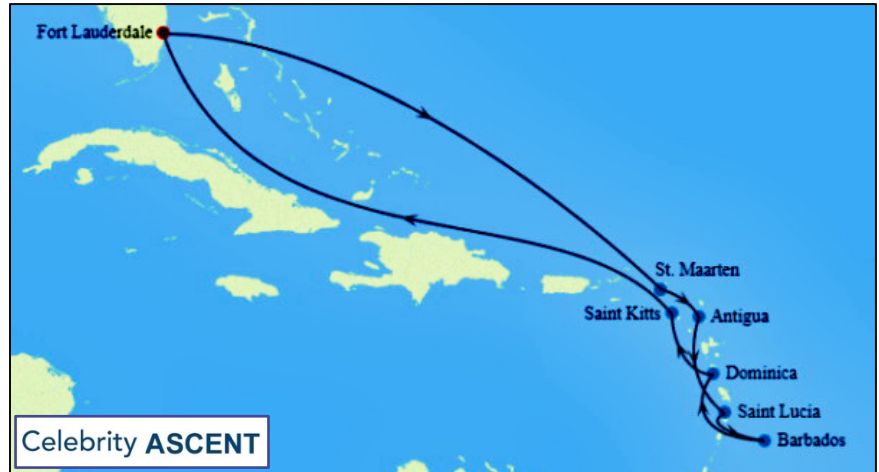 Fort Lauderdale
St. Maarten
Saint Kitts
Antigua
Dominica
Saint Lucia
Barbados
Celebrity ASCENT